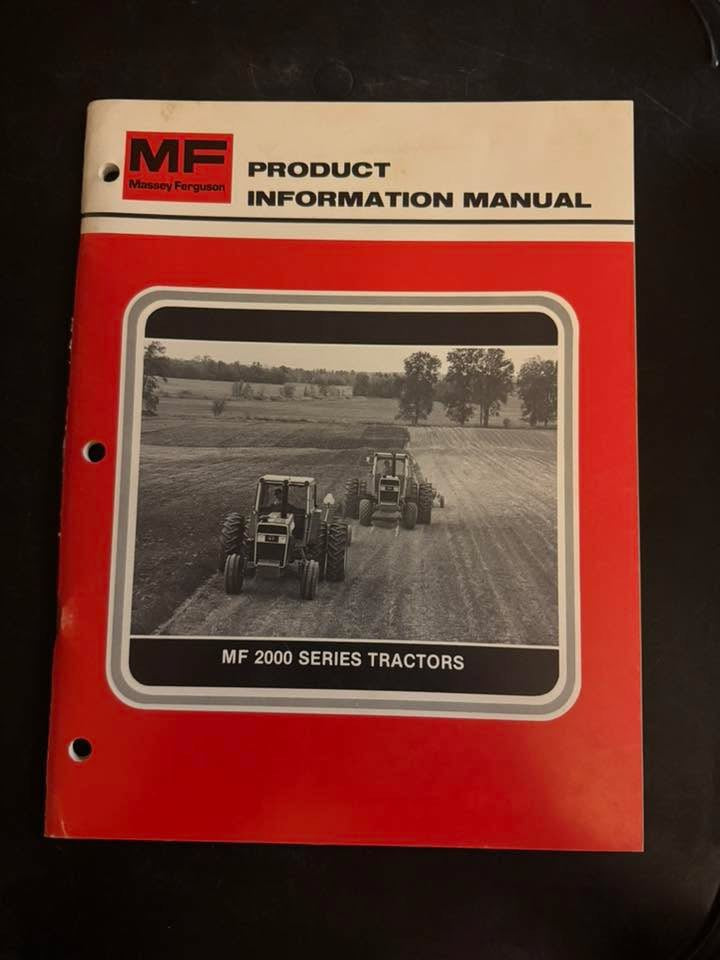 MF
Massey Ferguson
PRODUCT
INFORMATION MANUAL
MF 2000 SERIES TRACTORS